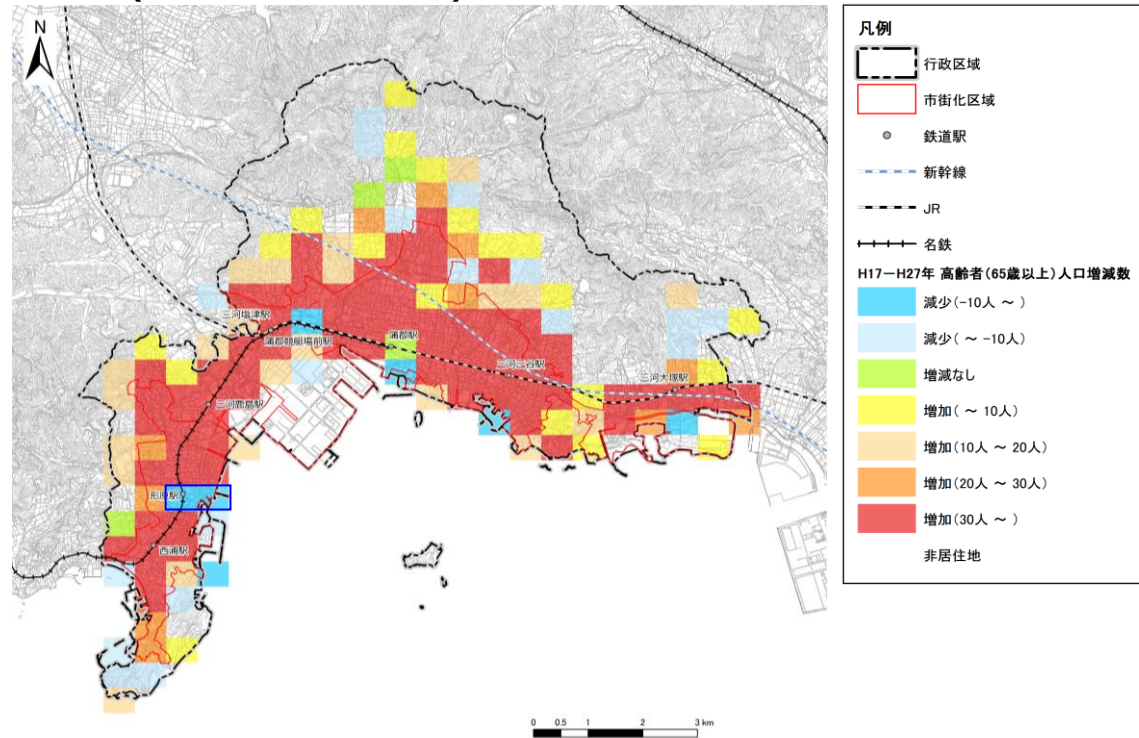 N
三河塩津駅
蒲郡競艇場前駅
蒲郡駅
三河三谷駅
三河大塚駅
三河鹿島駅
形原駅
西浦駅
0 0.5 1 2 3 km
凡例
行政区域
市街化区域
鉄道駅
新幹線
JR
名鉄
H17－H27年 高齢者(65歳以上)人口増減数
減少(-10人 ～ )
減少( ～ -10人)
増減なし
増加( ～ 10人)
増加(10人 ～ 20人)
増加(20人 ～ 30人)
増加(30人 ～ )
非居住地